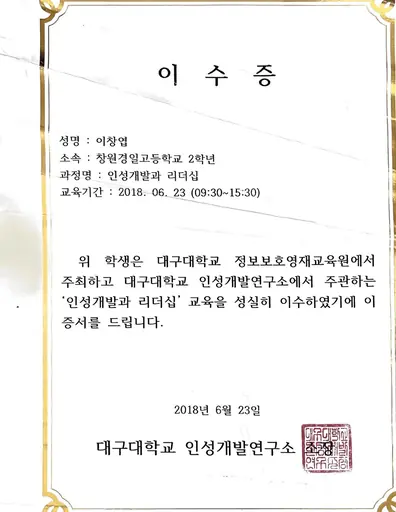 이 수 증
성명 : 이창엽
소속 : 창원경일고등학교 2학년
과정명 : 인성개발과 리더십
교육기간 : 2018. 06. 23 (09:30~15:30)
위 학생은 대구대학교 정보보호영재교육원에서
주최하고 대구대학교 인성개발연구소에서 주관하는
‘인성개발과 리더십’ 교육을 성실히 이수하였기에 이
증서를 드립니다.
2018년 6월 23일
대구대학교 인성개발연구소 소장